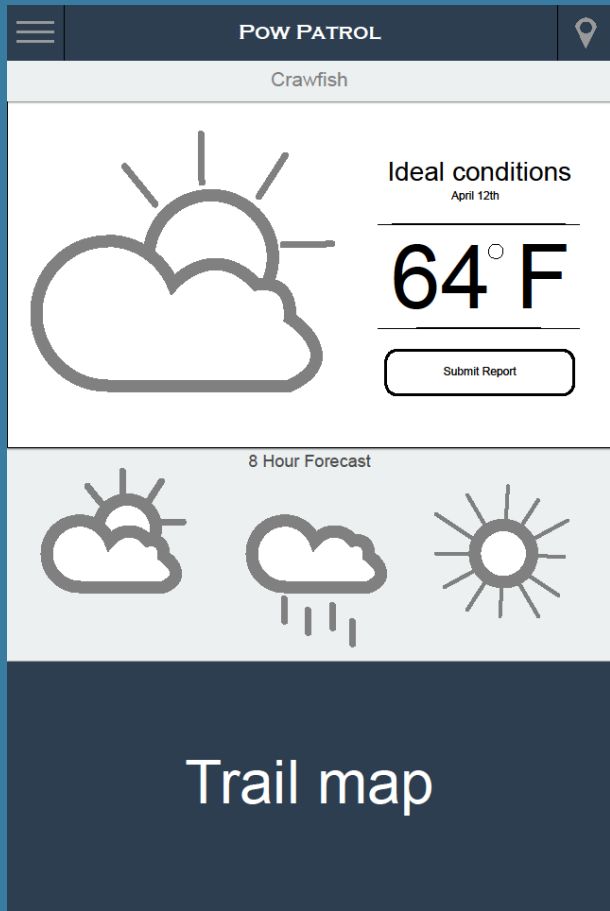 POW PATROL
Crawfish
Ideal conditions
April 12th
64° F
Submit Report
8 Hour Forecast
Trail map